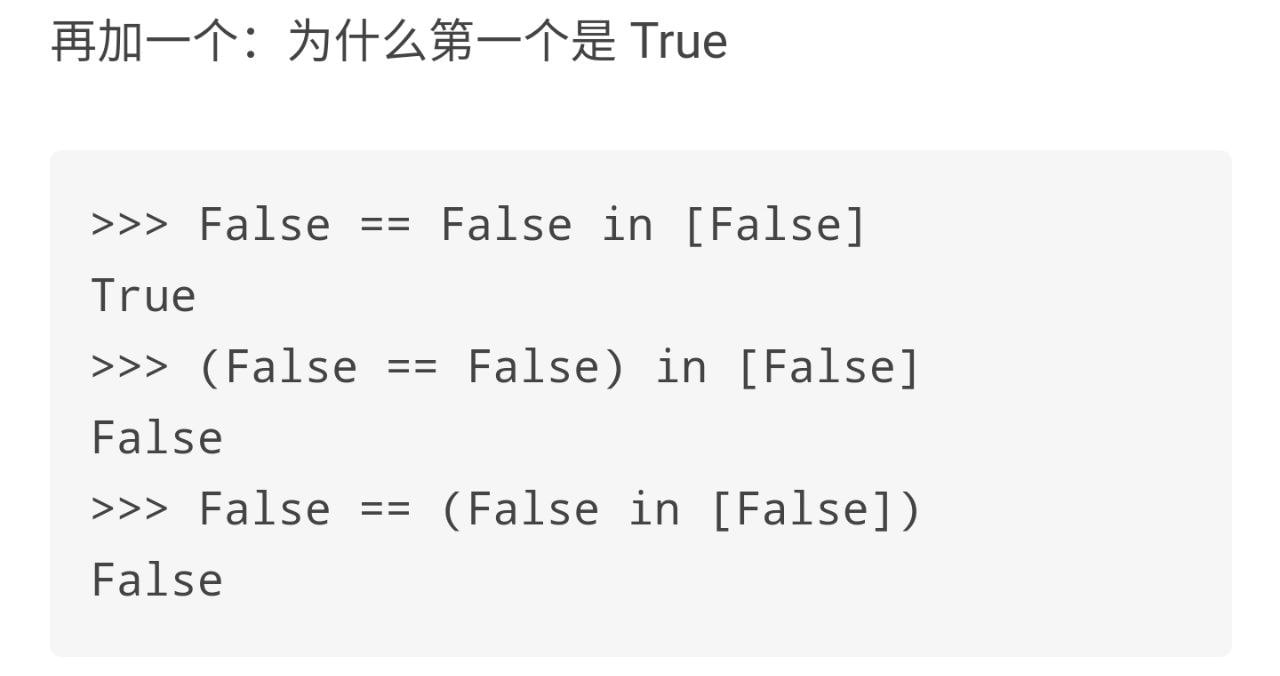 再加一个：为什么第一个是 True
>>> False == False in [False]
True
>>> (False == False) in [False]
False
>>> False == (False in [False])
False